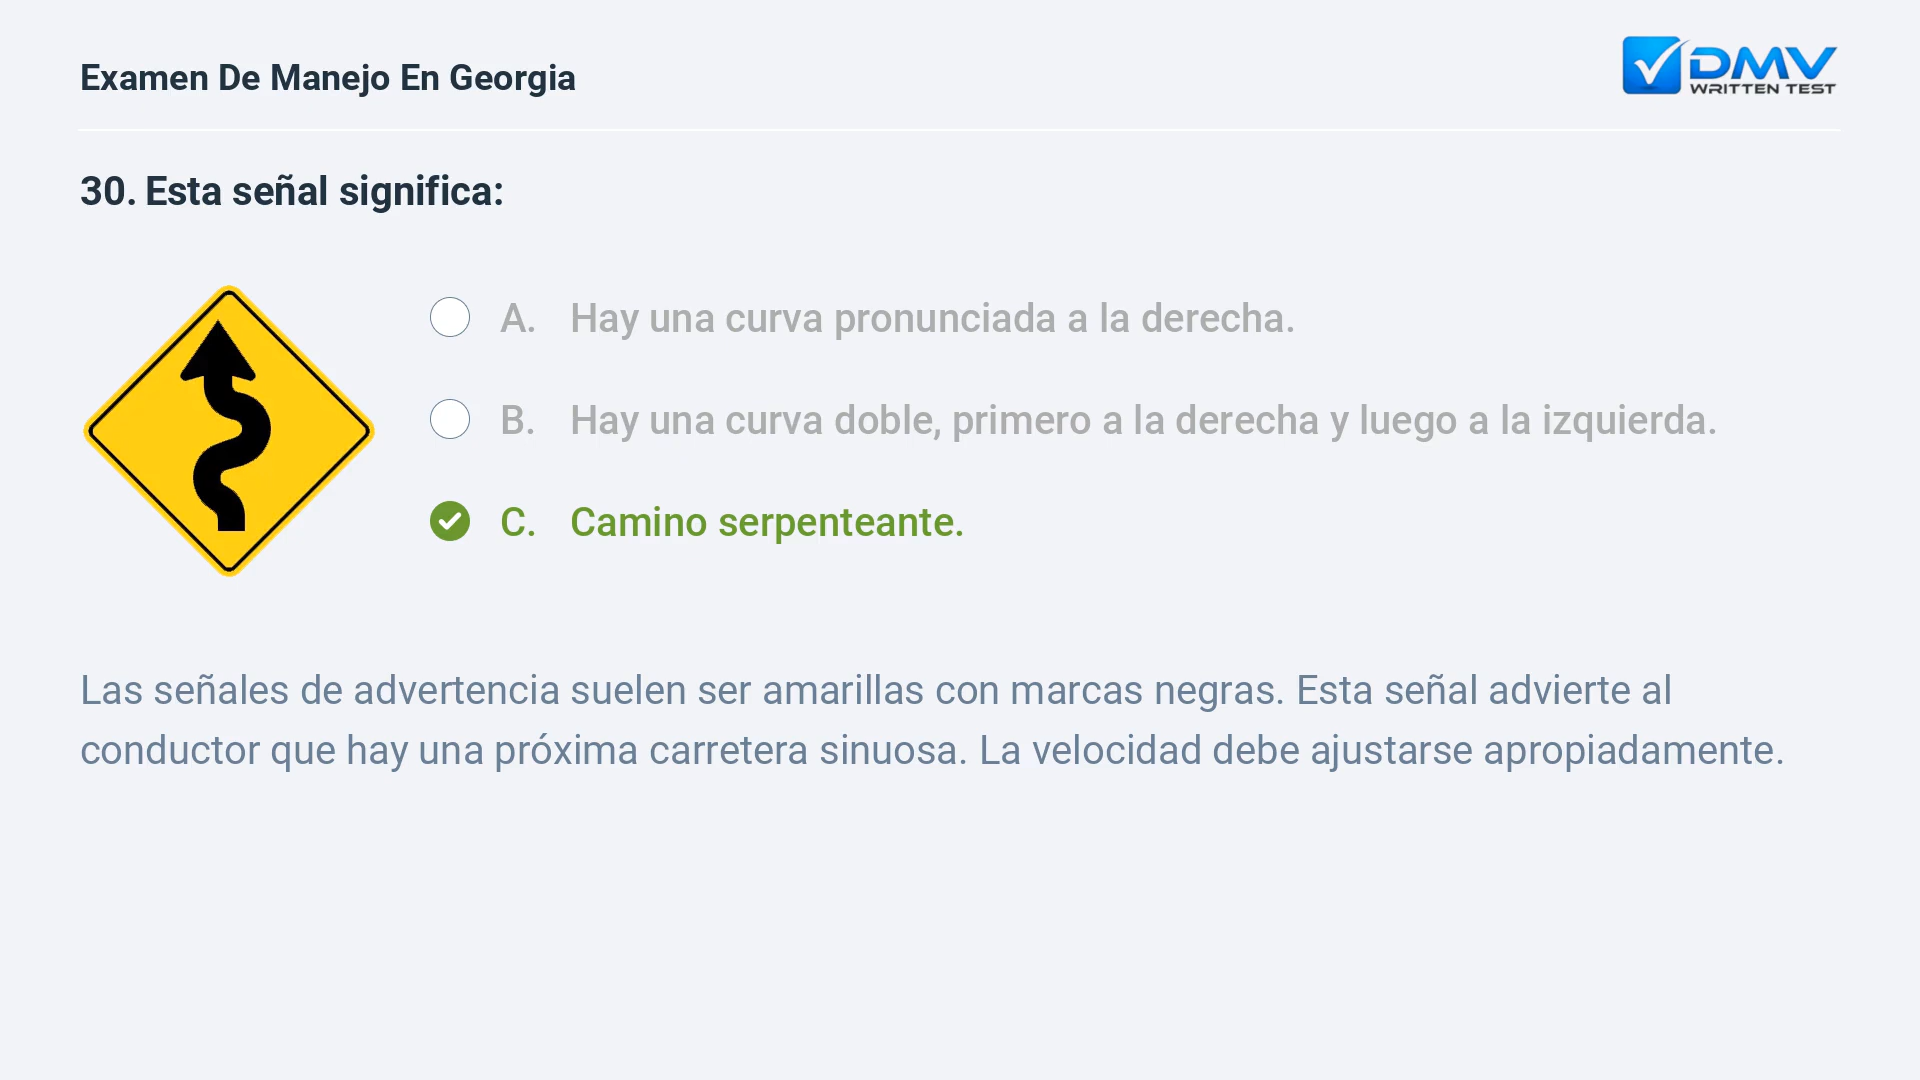 Examen De Manejo En Georgia
DMV
WRITTEN TEST
30. Esta señal significa:
A. Hay una curva pronunciada a la derecha.
B. Hay una curva doble, primero a la derecha y luego a la izquierda.
C. Camino serpenteante.
Las señales de advertencia suelen ser amarillas con marcas negras. Esta señal advierte al
conductor que hay una próxima carretera sinuosa. La velocidad debe ajustarse apropiadamente.